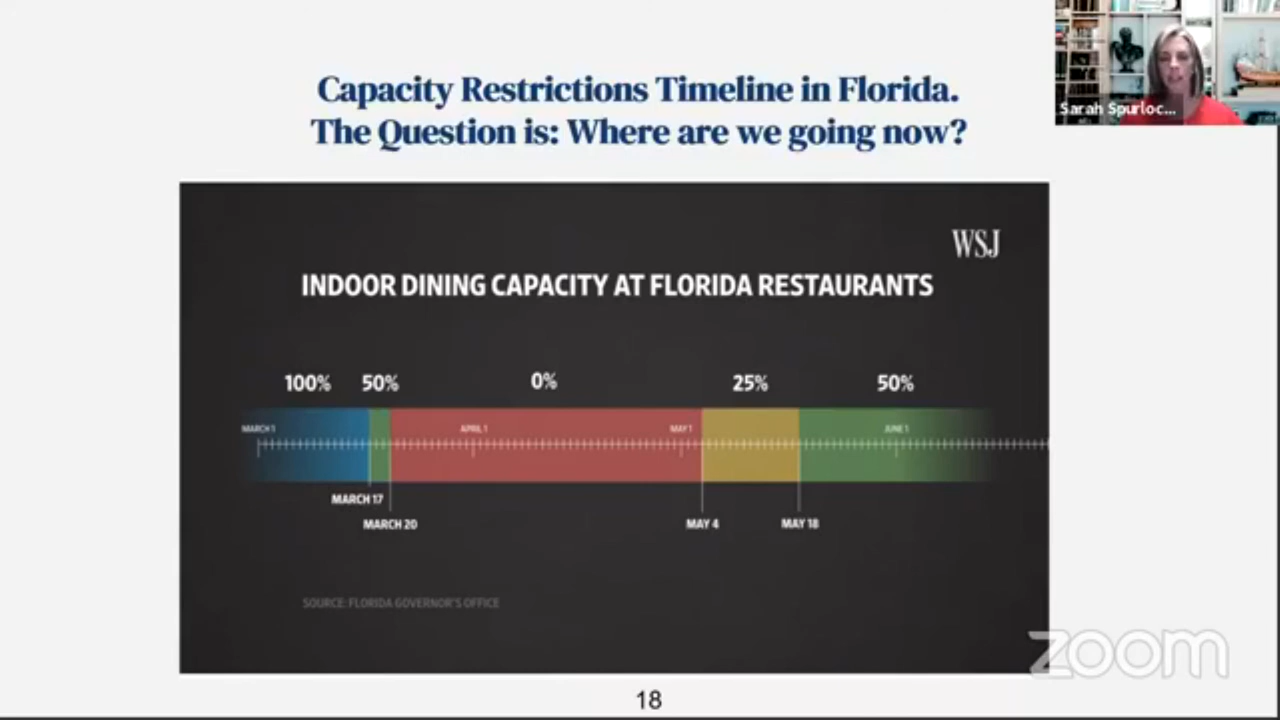 Capacity Restrictions Timeline in Florida.
The Question is: Where are we going now?
Sarah Spurloc...
WSJ
INDOOR DINING CAPACITY AT FLORIDA RESTAURANTS
100% 50% 0% 25% 50%
MARCH 1 APRIL 1 MAY 1 JUNE 1
MARCH 17
MARCH 20 MAY 4 MAY 18
SOURCE: FLORIDA GOVERNOR'S OFFICE
zoom
18